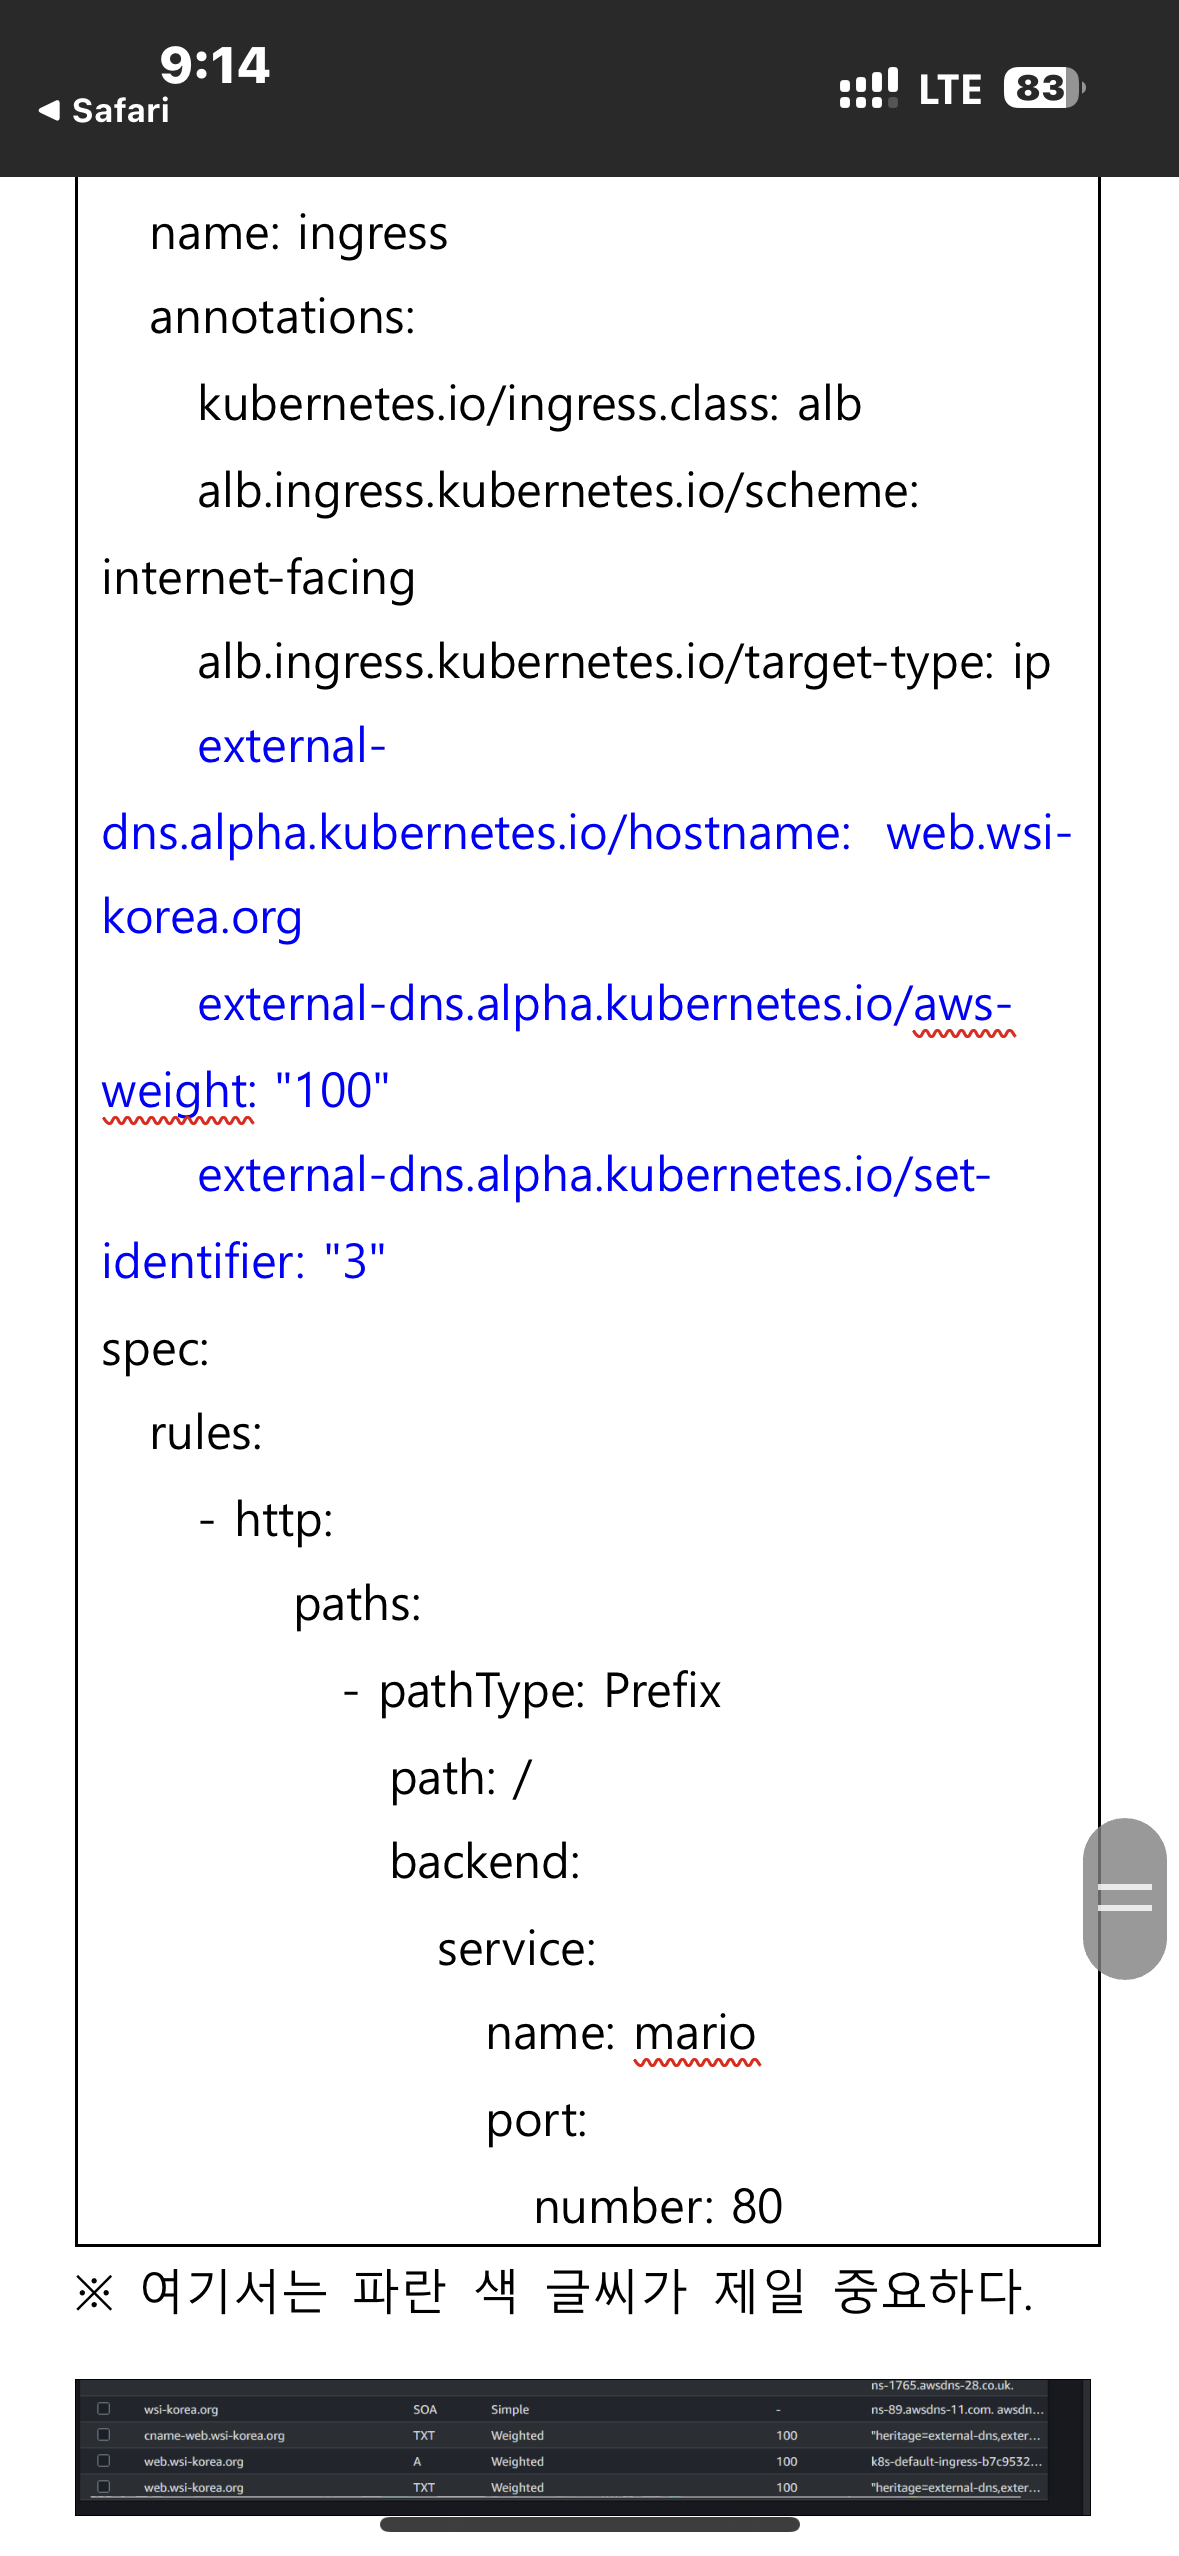 9:14
◀ Safari
LTE 83
name: ingress
annotations:
kubernetes.io/ingress.class: alb
alb.ingress.kubernetes.io/scheme:
internet-facing
alb.ingress.kubernetes.io/target-type: ip
external-
dns.alpha.kubernetes.io/hostname: web.wsi-
korea.org
external-dns.alpha.kubernetes.io/aws-
weight: "100"
external-dns.alpha.kubernetes.io/set-
identifier: "3"
spec:
rules:
- http:
paths:
- pathType: Prefix
path: /
backend:
service:
name: mario
port:
number: 80
※ 여기서는 파란 색 글씨가 제일 중요하다.
ns-1765.awsdns-28.co.uk.
wsi-korea.org SOA Simple - ns-89.awsdns-11.com. awsdn...
cname-web.wsi-korea.org TXT Weighted 100 "heritage=external-dns,exter...
web.wsi-korea.org A Weighted 100 k8s-default-ingress-b7c9532...
web.wsi-korea.org TXT Weighted 100 "heritage=external-dns,exter...